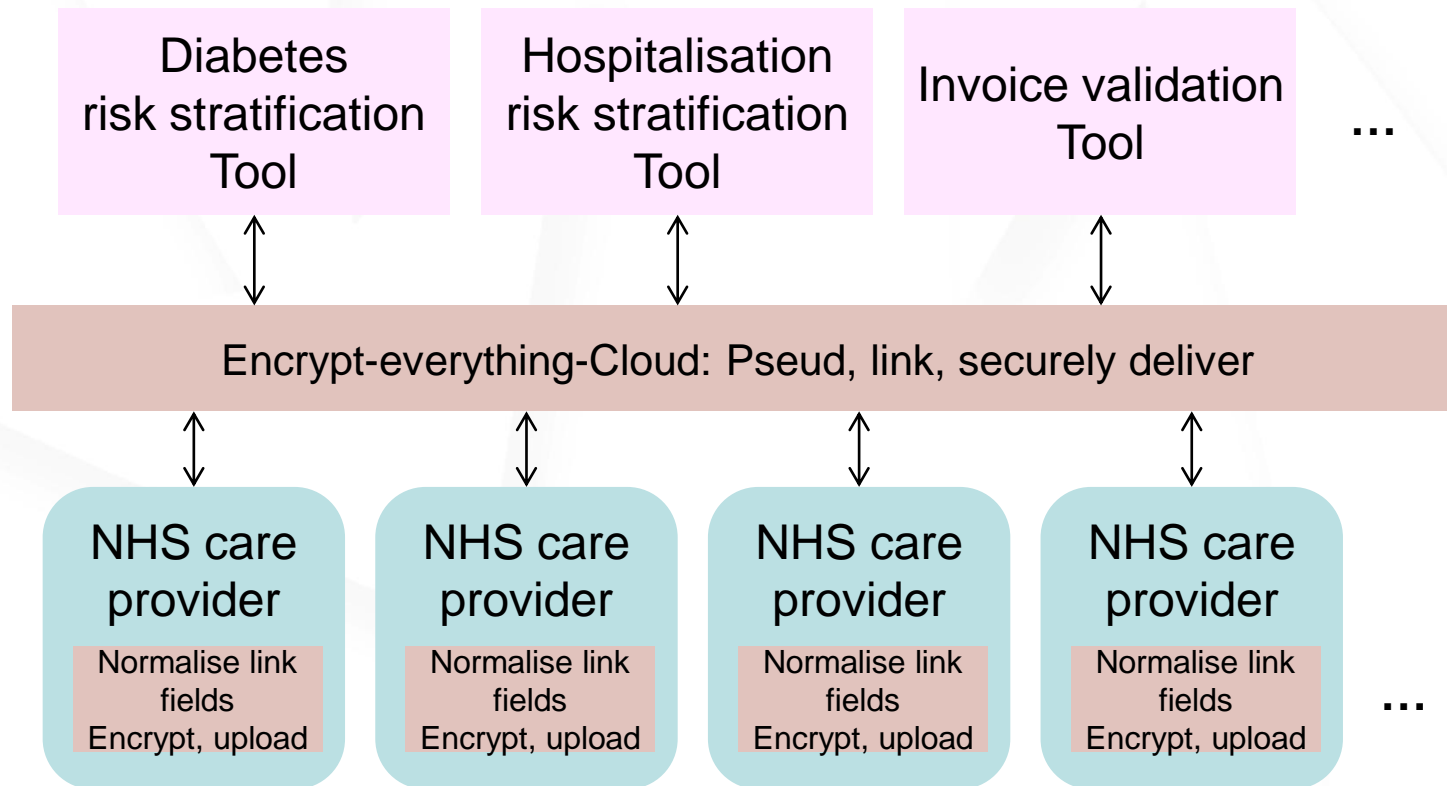 Diabetes
risk stratification
Tool
Hospitalisation
risk stratification
Tool
Invoice validation
Tool
...
Encrypt-everything-Cloud: Pseud, link, securely deliver
NHS care
provider
Normalise link
fields
Encrypt, upload
NHS care
provider
Normalise link
fields
Encrypt, upload
NHS care
provider
Normalise link
fields
Encrypt, upload
NHS care
provider
Normalise link
fields
Encrypt, upload
...